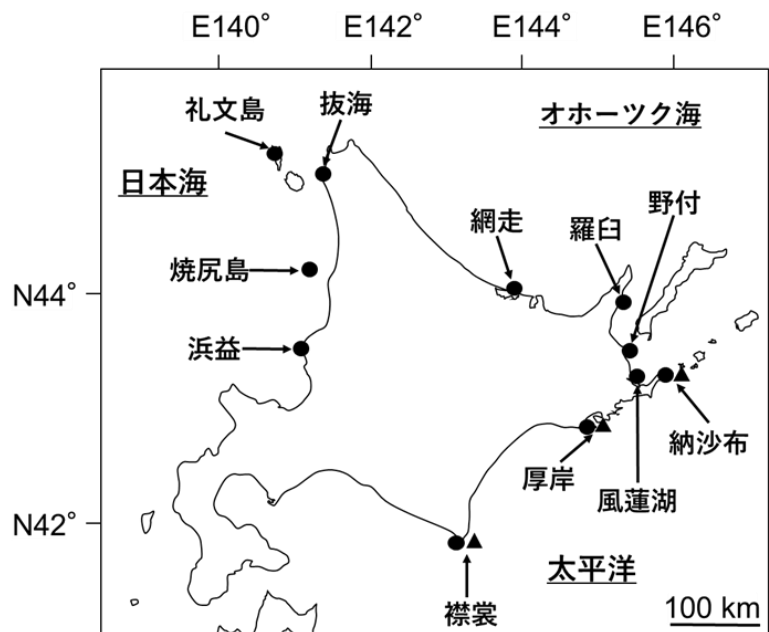 E140° E142° E144° E146°
礼文島
抜海
オホーツク海
日本海
野付
網走
羅臼
焼尻島
N44°
浜益
納沙布
厚岸
風蓮湖
N42°
太平洋
襟裳
100 km